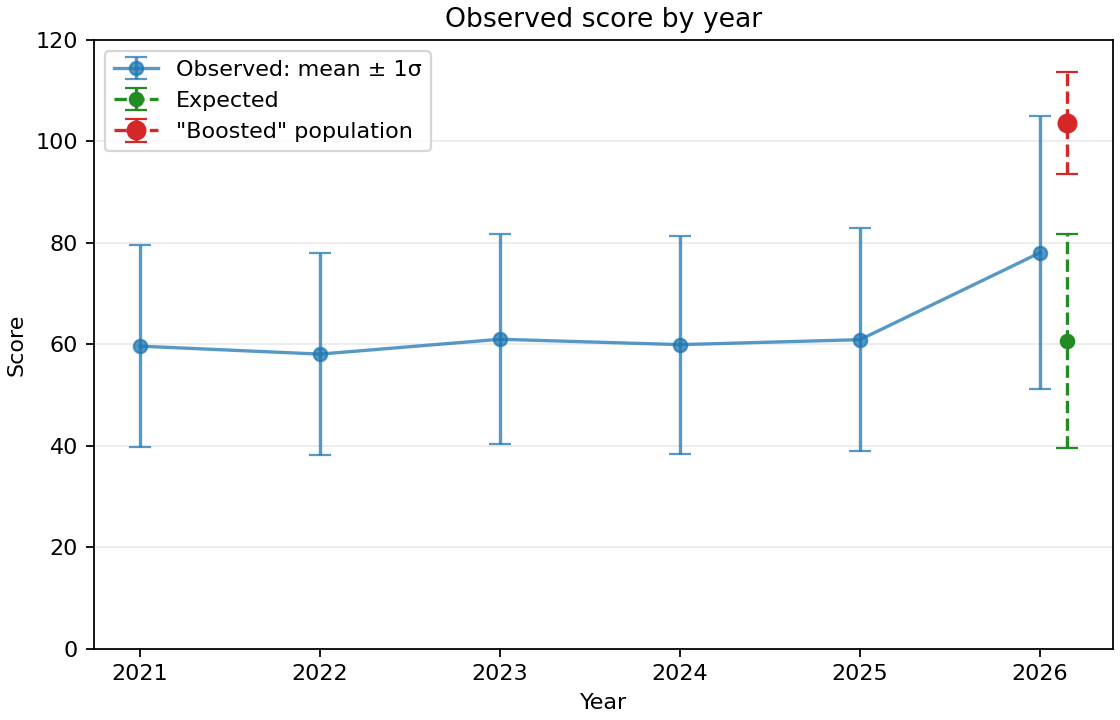 Observed score by year
120
100
80
60
40
20
0
Score
Observed: mean ± 1σ
Expected
"Boosted" population
2021 2022 2023 2024 2025 2026
Year